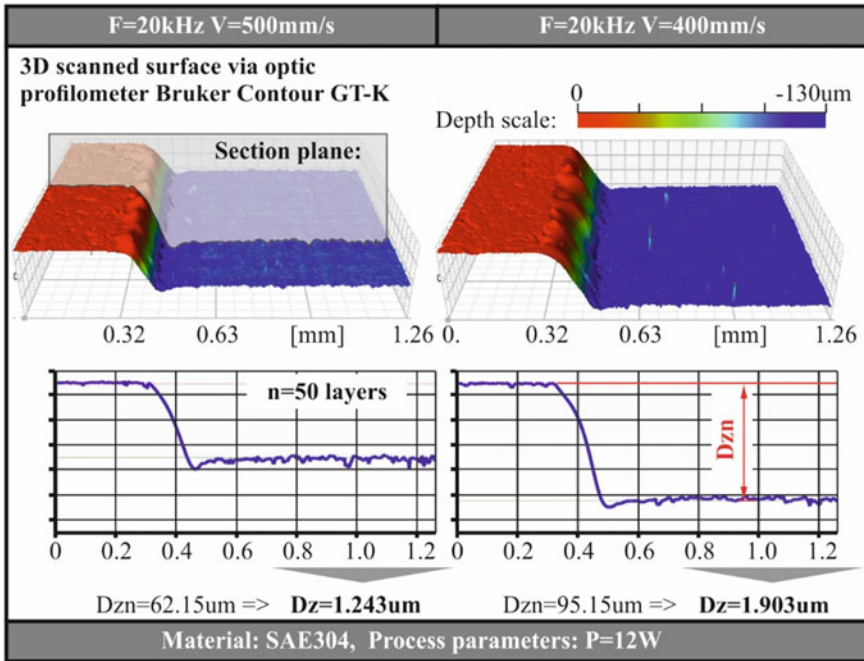 F=20kHz V=500mm/s
F=20kHz V=400mm/s
3D scanned surface via optic
profilometer Bruker Contour GT-K
0 -130um
Depth scale:
Section plane:
0.32 0.63 [mm] 1.26
0. 0.32 0.63 [mm] 1.26
n=50 layers
Dzn
0 0.2 0.4 0.6 0.8 1.0 1.2
0 0.2 0.4 0.6 0.8 1.0 1.2
Dzn=62.15um => Dz=1.243um
Dzn=95.15um => Dz=1.903um
Material: SAE304, Process parameters: P=12W